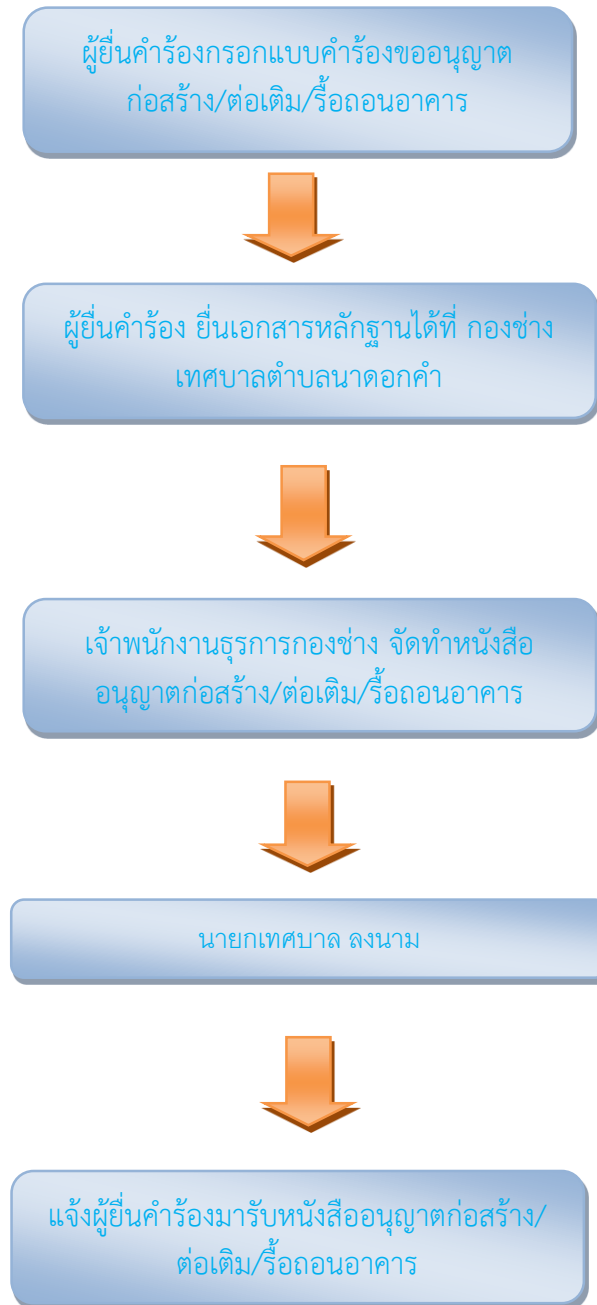 ผู้ยื่นคำร้องกรอกแบบคำร้องขออนุญาต
ก่อสร้าง/ต่อเติม/รื้อถอนอาคาร
ผู้ยื่นคำร้อง ยื่นเอกสารหลักฐานได้ที่ กองช่าง
เทศบาลตำบลนาดอกคำ
เจ้าพนักงานธุรการกองช่าง จัดทำหนังสือ
อนุญาตก่อสร้าง/ต่อเติม/รื้อถอนอาคาร
นายกเทศบาล ลงนาม
แจ้งผู้ยื่นคำร้องมารับหนังสืออนุญาตก่อสร้าง/
ต่อเติม/รื้อถอนอาคาร